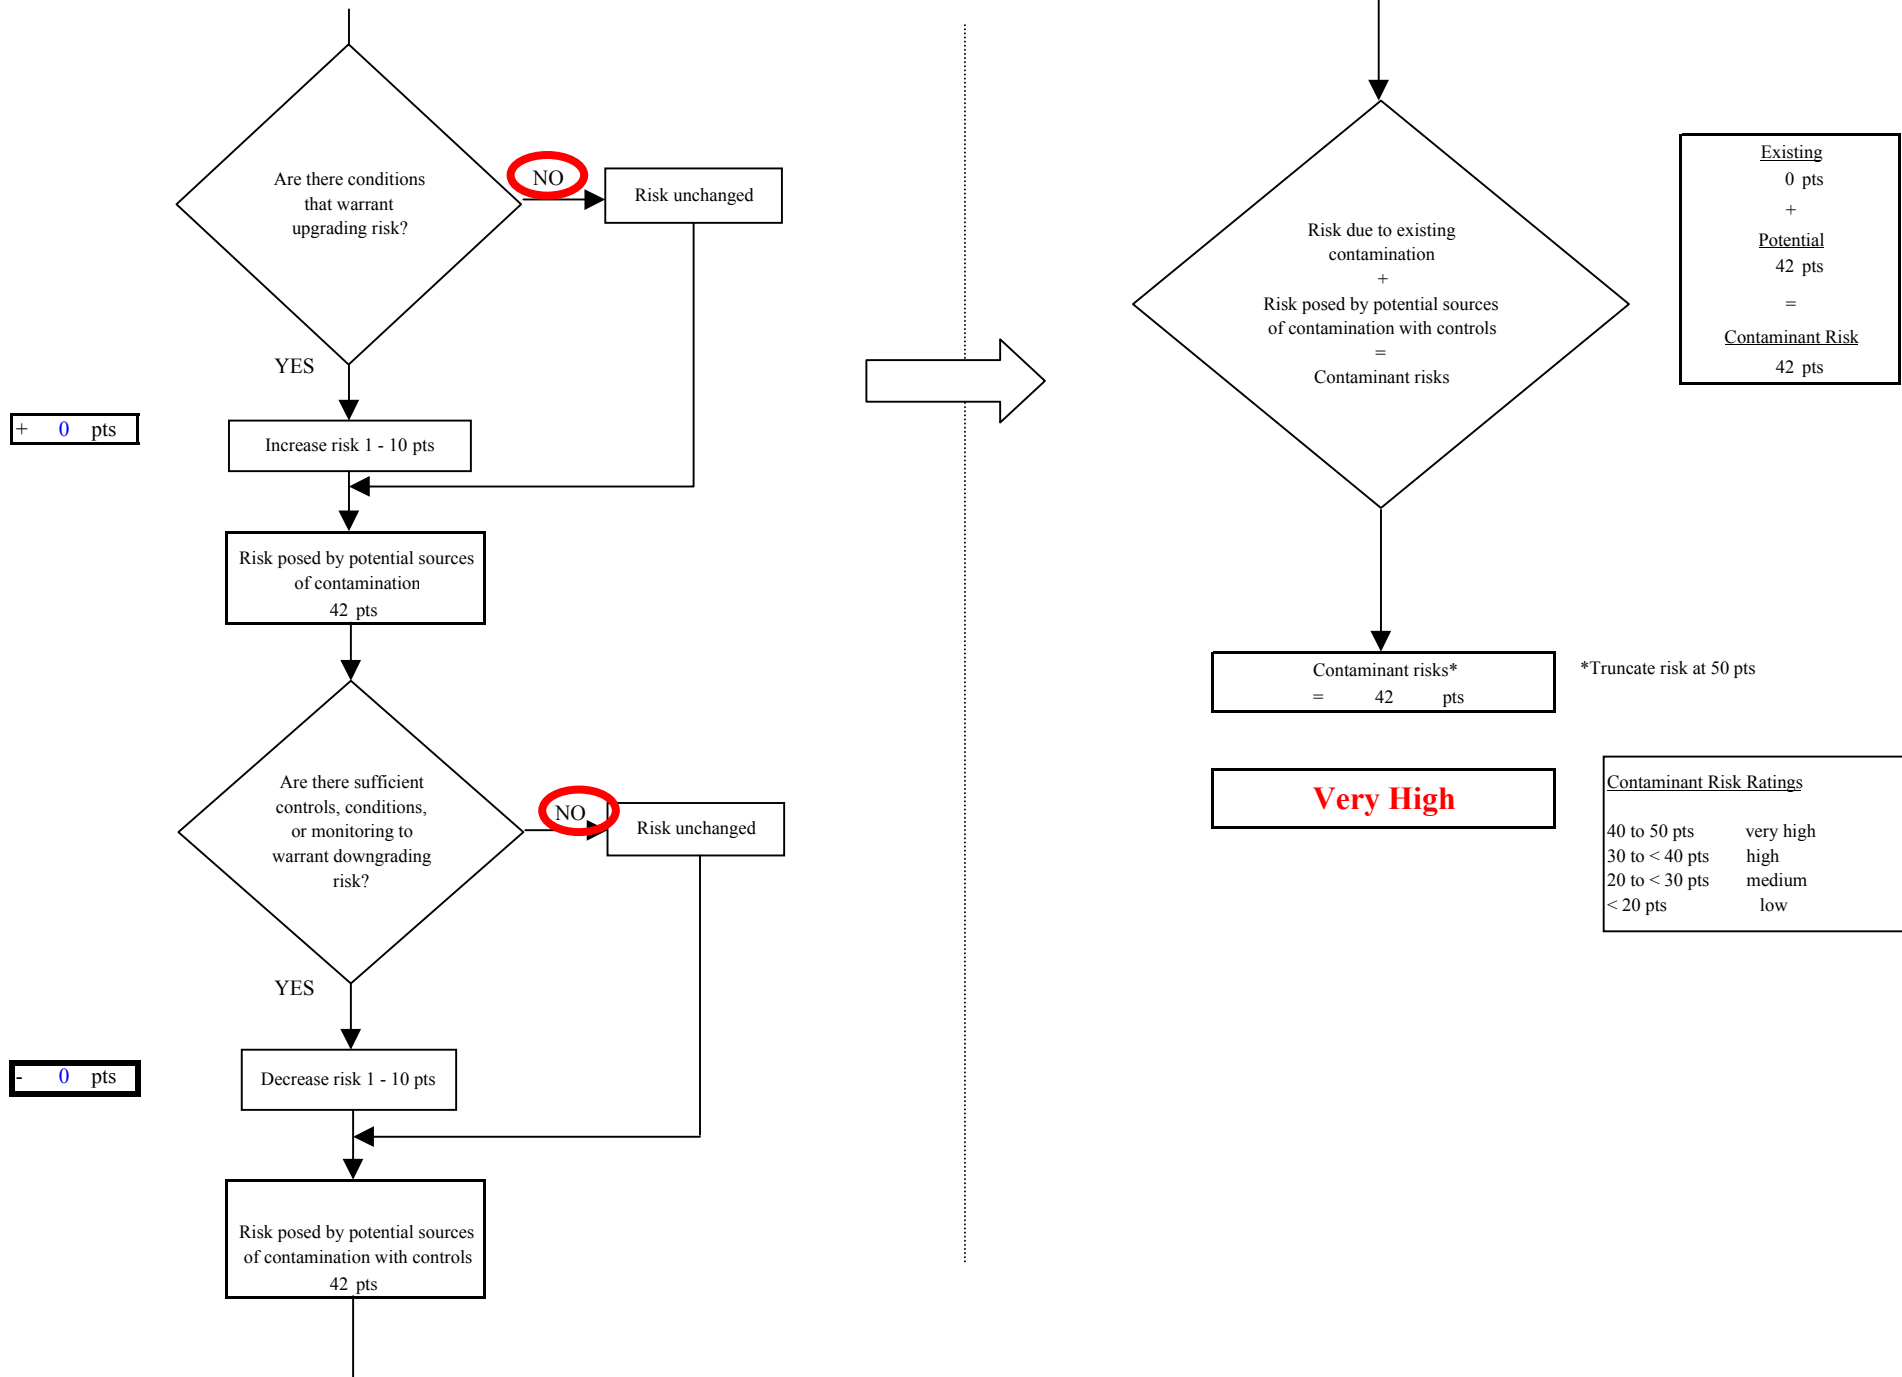 Are there conditions
that warrant
upgrading risk?
NO
Risk unchanged
YES
+ 0 pts
Increase risk 1 - 10 pts
Risk posed by potential sources
of contamination
42 pts
Are there sufficient
controls, conditions,
or monitoring to
warrant downgrading
risk?
NO
Risk unchanged
YES
- 0 pts
Decrease risk 1 - 10 pts
Risk posed by potential sources
of contamination with controls
42 pts
Risk due to existing
contamination
+
Risk posed by potential sources
of contamination with controls
=
Contaminant risks
Existing
0 pts
+
Potential
42 pts
=
Contaminant Risk
42 pts
Contaminant risks*
= 42 pts
*Truncate risk at 50 pts
Very High
Contaminant Risk Ratings
40 to 50 pts very high
30 to < 40 pts high
20 to < 30 pts medium
< 20 pts low